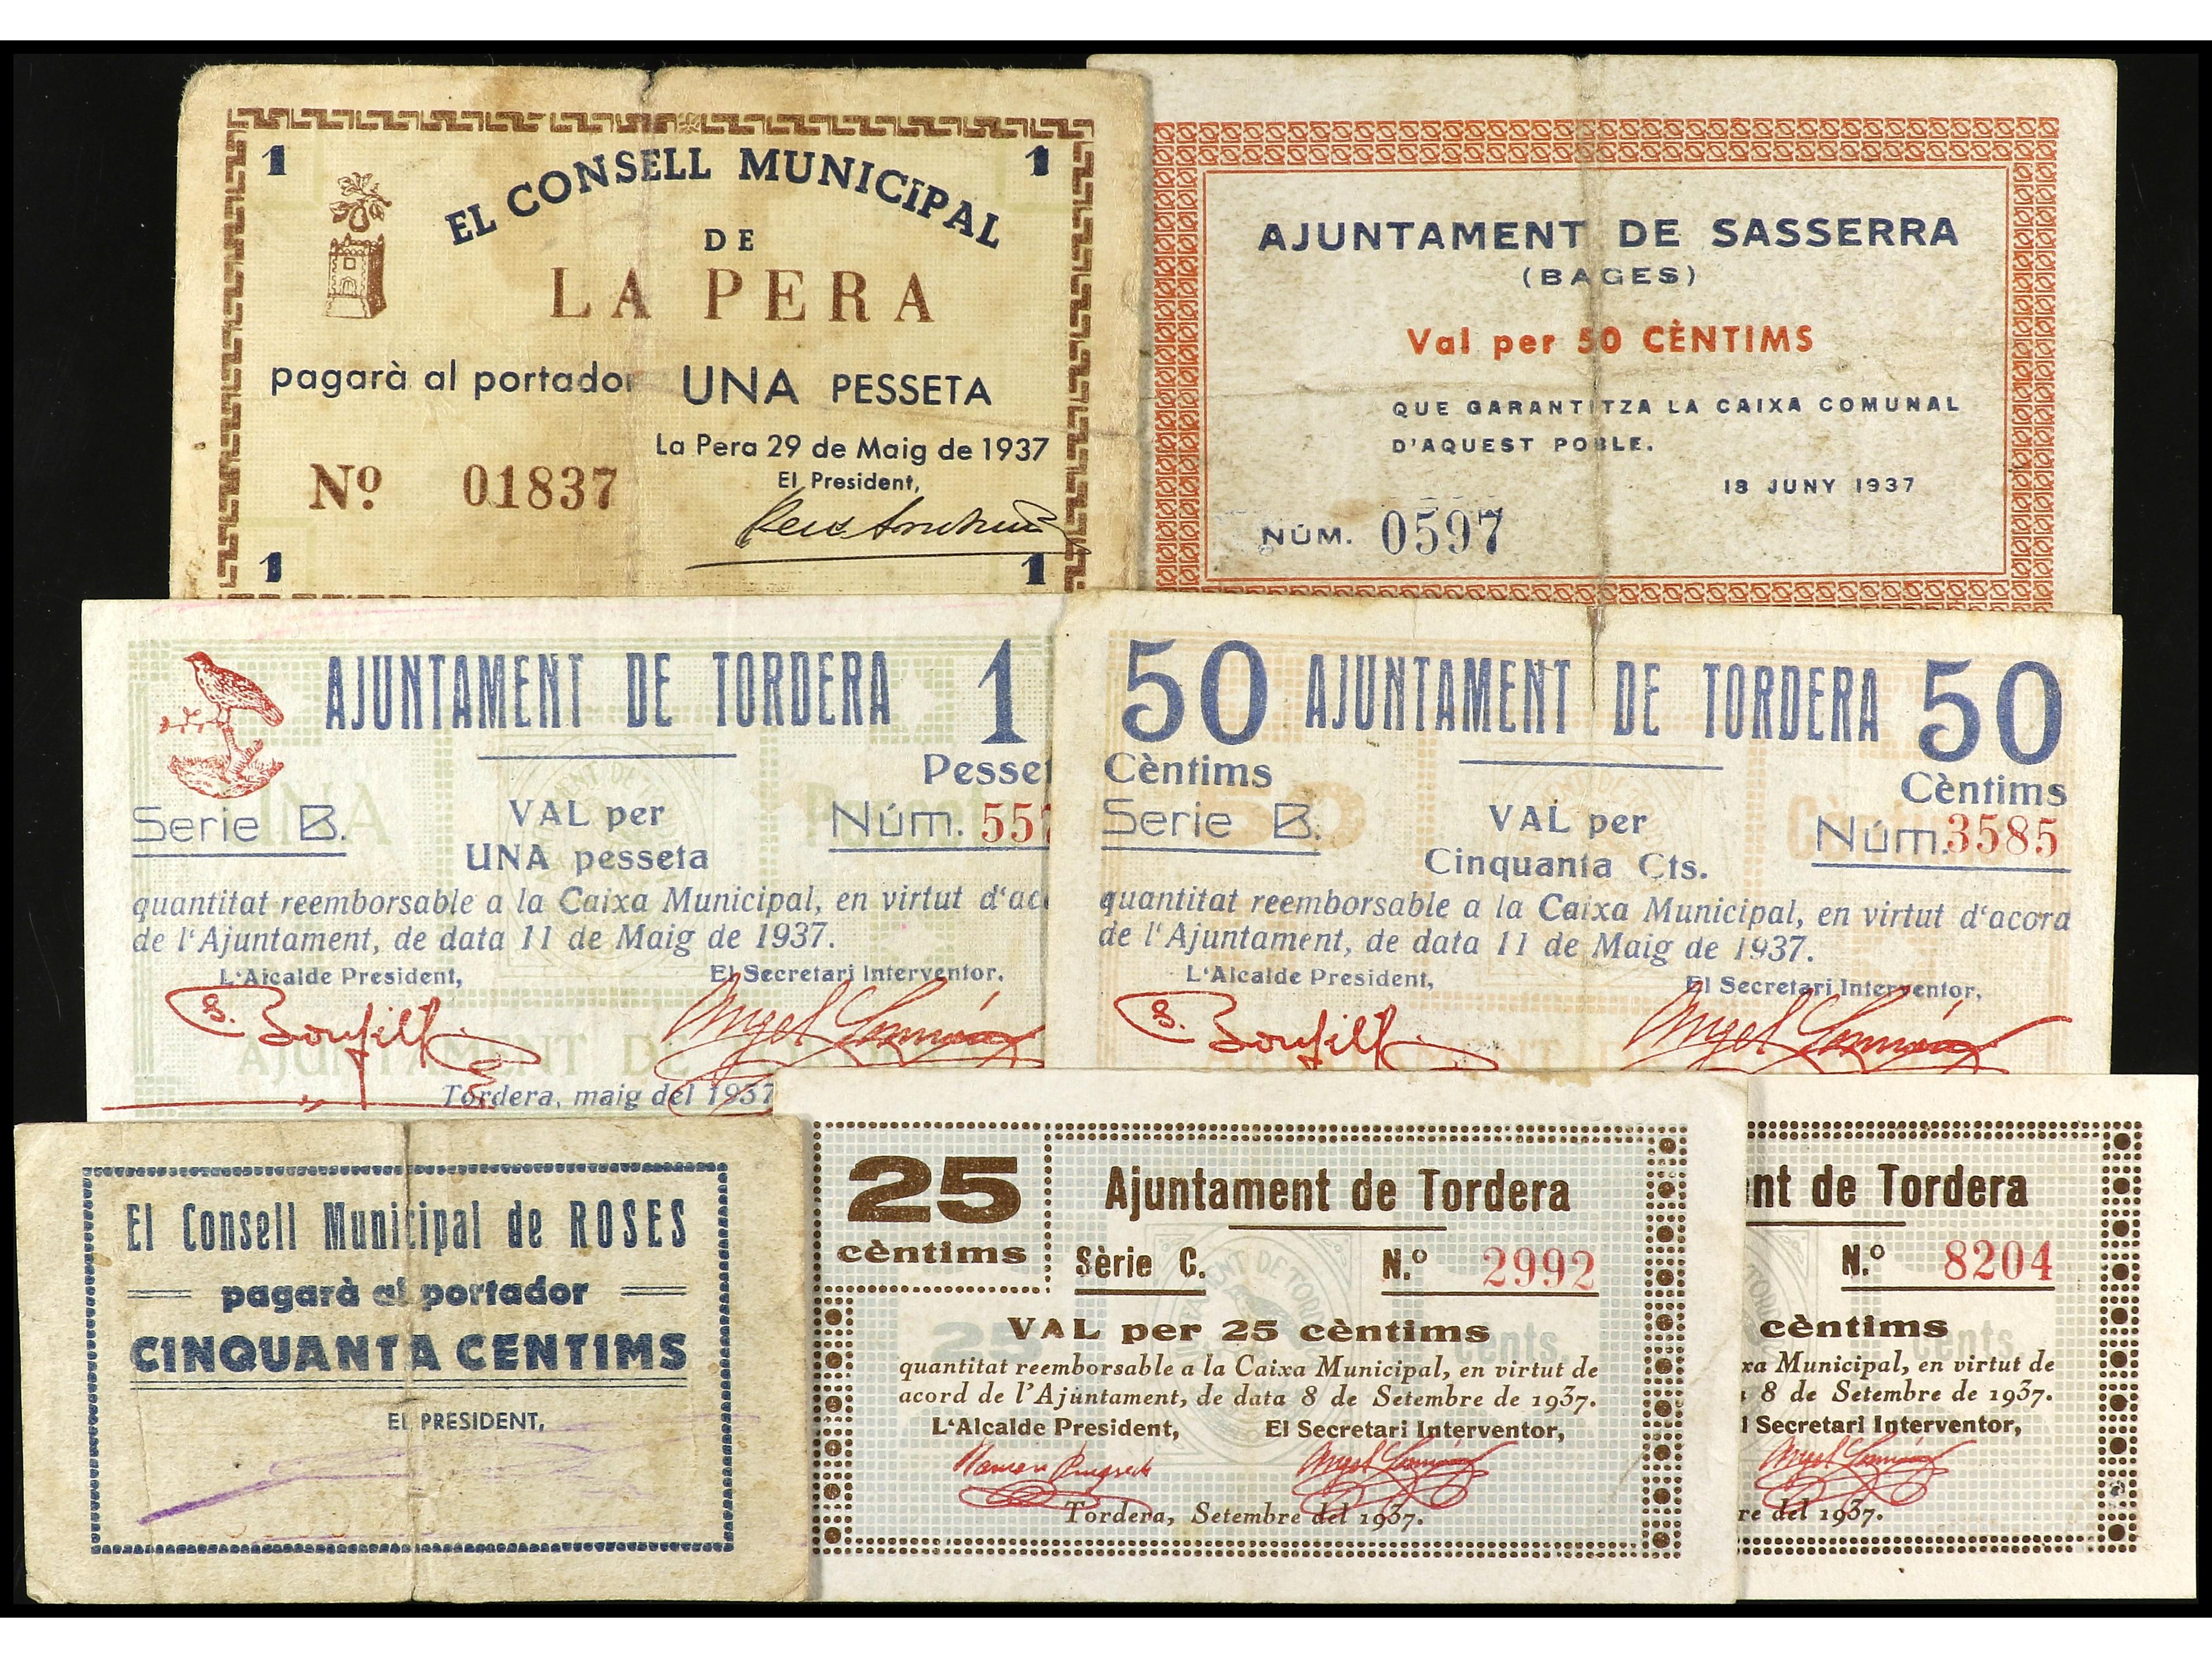 1 1
EL CONSELL MUNICIPAL
DE
LA PERA
pagarà al portador UNA PESSETA
La Pera 29 de Maig de 1937
El President,
Nº 01837
1 1
AJUNTAMENT DE SASSERRA
(BAGES)
Val per 50 CÈNTIMS
QUE GARANTITZA LA CAIXA COMUNAL
D'AQUEST POBLE.
18 JUNY 1937
NÚM. 0597
AJUNTAMENT DE TORDERA 1
Pesset
Serie B. VAL per Núm. 557
UNA pesseta
quantitat reemborsable a la Caixa Municipal, en virtut d'aco
de l'Ajuntament, de data 11 de Maig de 1937.
L'Alcalde President, El Secretari Interventor,
Tordera, maig del 1937
50 AJUNTAMENT DE TORDERA 50
Cèntims Cèntims
Serie B. VAL per Núm. 3585
Cinquanta Cts.
quantitat reemborsable a la Caixa Municipal, en virtut d'acord
de l'Ajuntament, de data 11 de Maig de 1937.
L'Alcalde President, El Secretari Interventor,
El Consell Municipal de ROSES
pagarà al portador
CINQUANTA CENTIMS
EL PRESIDENT,
25 Ajuntament de Tordera
cèntims Sèrie C. N.º 2992
VAL per 25 cèntims
quantitat reemborsable a la Caixa Municipal, en virtut de
acord de l'Ajuntament, de data 8 de Setembre de 1937.
L'Alcalde President, El Secretari Interventor,
Tordera, Setembre del 1937.
nt de Tordera
N.º 8204
cèntims
xa Municipal, en virtut de
8 de Setembre de 1937.
l Secretari Interventor,
re del 1937.